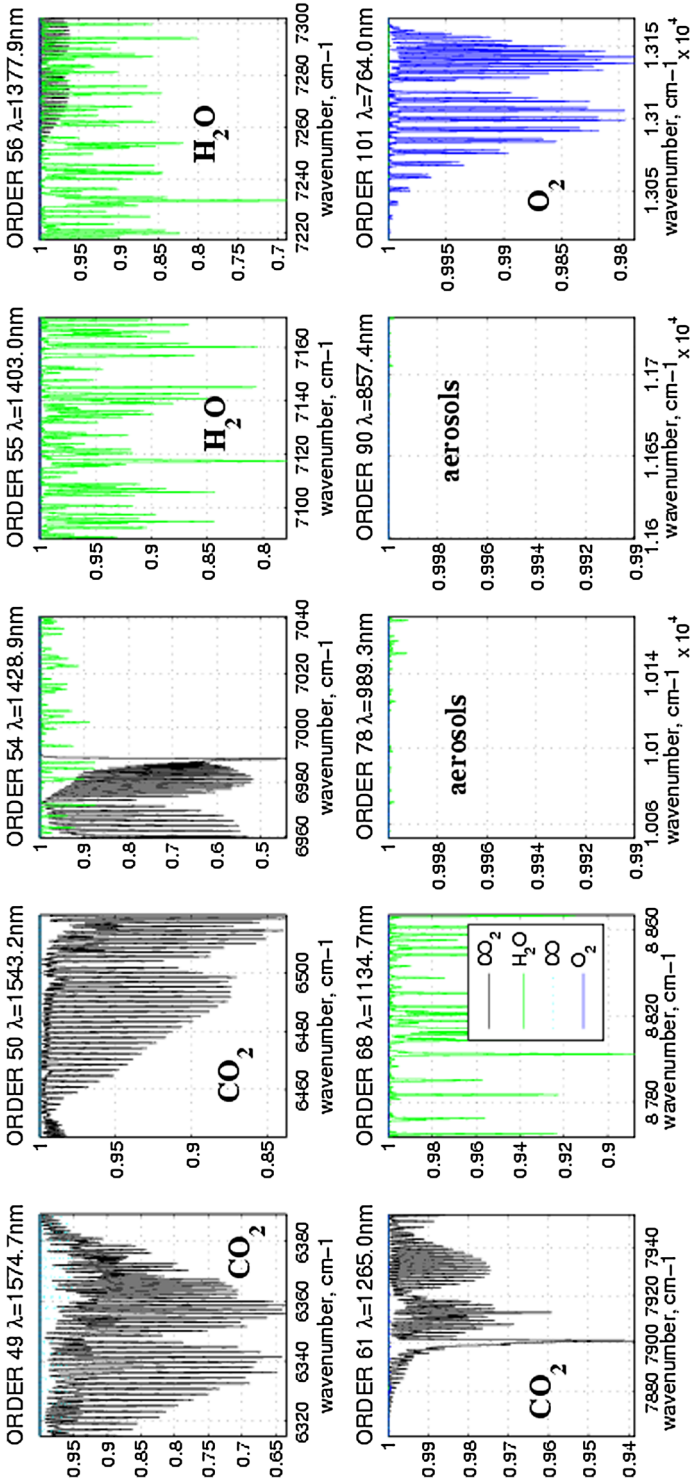 ORDER 49 λ=1574.7nm
0.95
0.9
0.85
0.8
0.75
0.7
0.65
CO2
6320 6340 6360 6380
wavenumber, cm−1
ORDER 50 λ=1543.2nm
1
0.95
0.9
0.85
CO2
6460 6480 6500
wavenumber, cm−1
ORDER 54 λ=1428.9nm
1
0.9
0.8
0.7
0.6
0.5
6960 6980 7000 7020 7040
wavenumber, cm−1
ORDER 55 λ=1403.0nm
1
0.95
0.9
0.85
0.8
H2O
7100 7120 7140 7160
wavenumber, cm−1
ORDER 56 λ=1377.9nm
1
0.95
0.9
0.85
0.8
0.75
0.7
H2O
7220 7240 7260 7280 7300
wavenumber, cm−1
ORDER 61 λ=1265.0nm
1
0.99
0.98
0.97
0.96
0.95
0.94
CO2
7880 7900 7920 7940
wavenumber, cm−1
ORDER 68 λ=1134.7nm
1
0.98
0.96
0.94
0.92
0.9
CO2
H2O
CO
O2
8780 8820 8860
wavenumber, cm−1
ORDER 78 λ=989.3nm
1
0.998
0.996
0.994
0.992
0.99
aerosols
1.006 1.01 1.014
wavenumber, cm−1 x 10^4
ORDER 90 λ=857.4nm
1
0.998
0.996
0.994
0.992
0.99
aerosols
1.16 1.165 1.17
wavenumber, cm−1 x 10^4
ORDER 101 λ=764.0nm
1
0.995
0.99
0.985
0.98
O2
1.305 1.31 1.315
wavenumber, cm−1 x 10^4